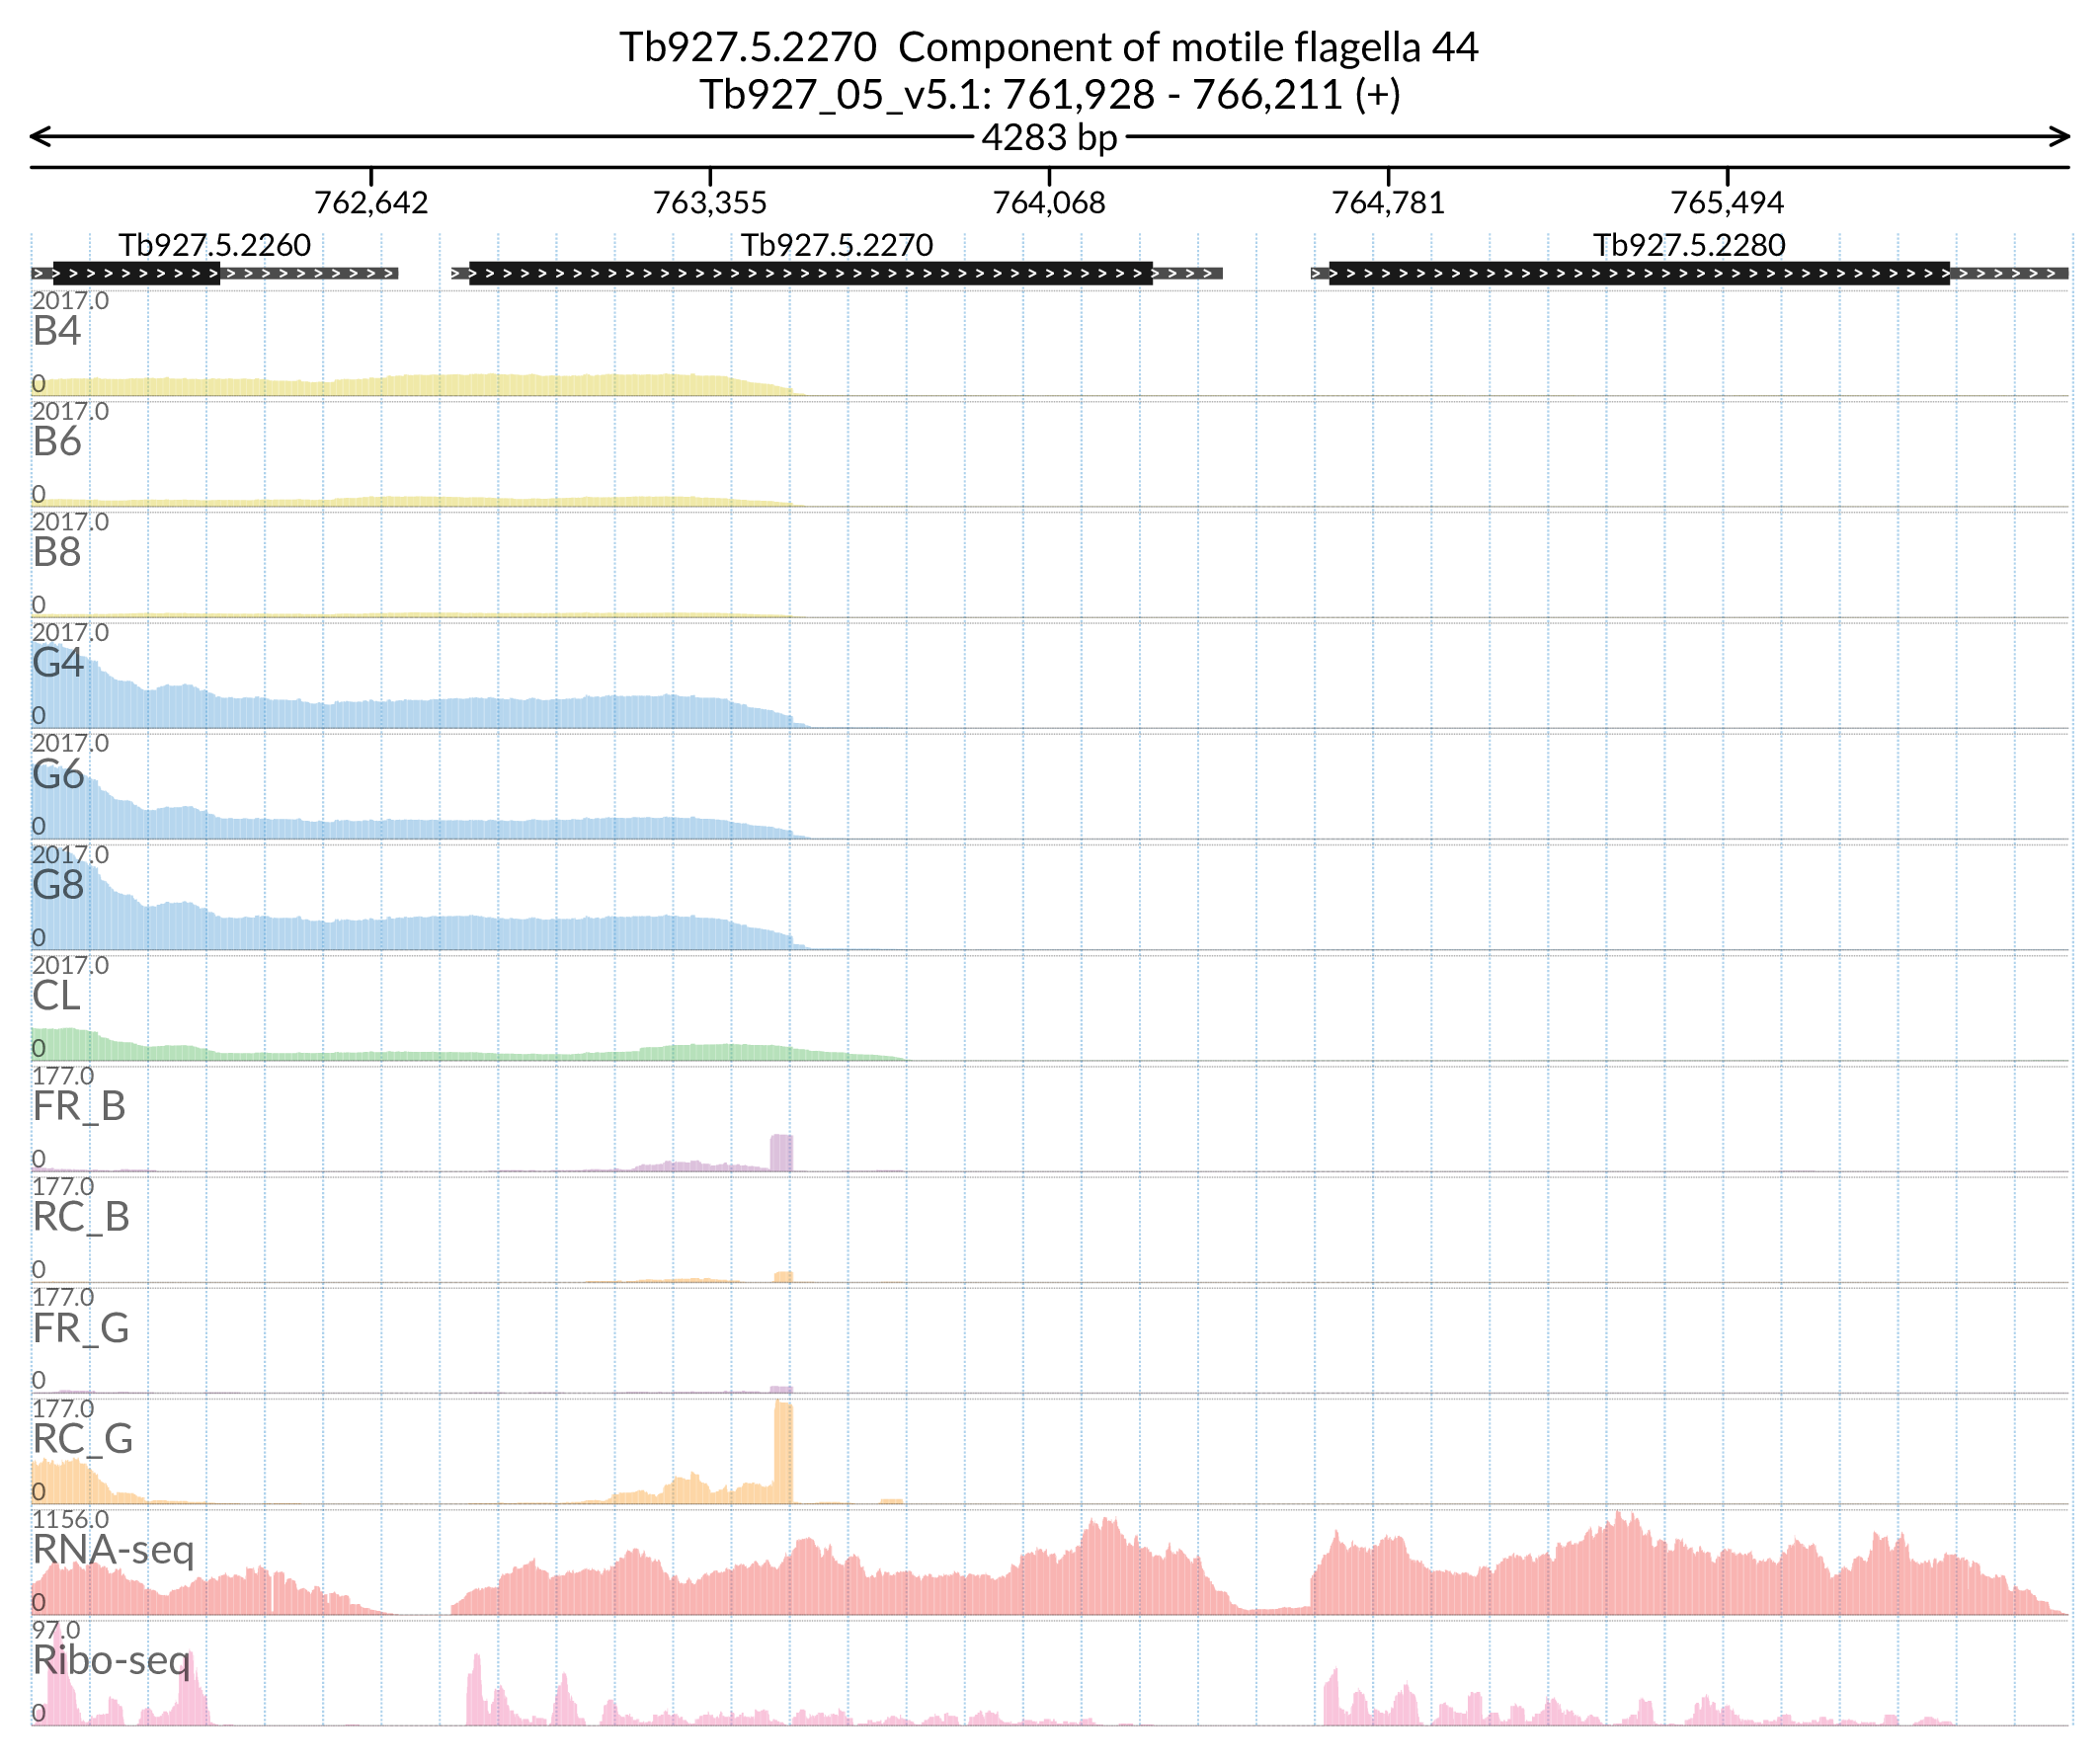 Tb927.5.2270  Component of motile flagella 44
Tb927_05_v5.1: 761,928 - 766,211 (+)
4283 bp
762,642 763,355 764,068 764,781 765,494
Tb927.5.2260 Tb927.5.2270 Tb927.5.2280
2017.0
B4
0
2017.0
B6
0
2017.0
B8
0
2017.0
G4
0
2017.0
G6
0
2017.0
G8
0
2017.0
CL
0
177.0
FR_B
0
177.0
RC_B
0
177.0
FR_G
0
177.0
RC_G
0
1156.0
RNA-seq
0
97.0
Ribo-seq
0